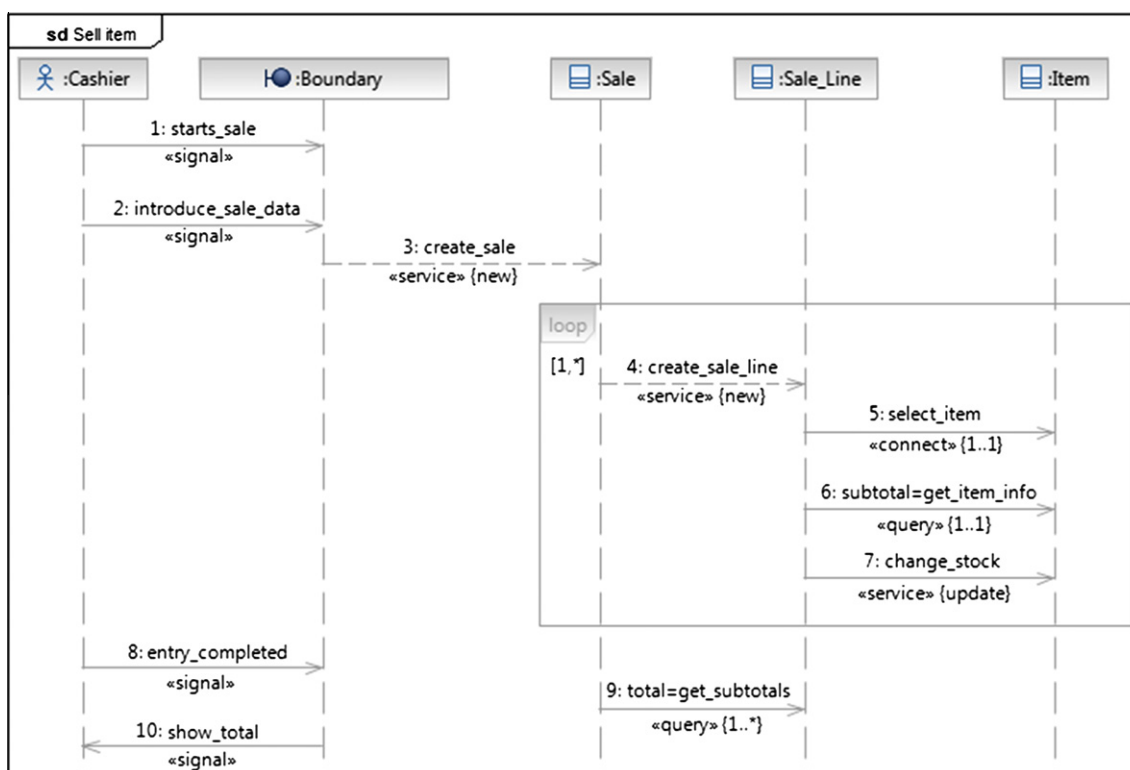 sd Sell item
:Cashier
:Boundary
:Sale
:Sale_Line
:Item
1: starts_sale
«signal»
2: introduce_sale_data
«signal»
3: create_sale
«service» {new}
loop
[1,*]
4: create_sale_line
«service» {new}
5: select_item
«connect» {1..1}
6: subtotal=get_item_info
«query» {1..1}
7: change_stock
«service» {update}
8: entry_completed
«signal»
9: total=get_subtotals
«query» {1..*}
10: show_total
«signal»